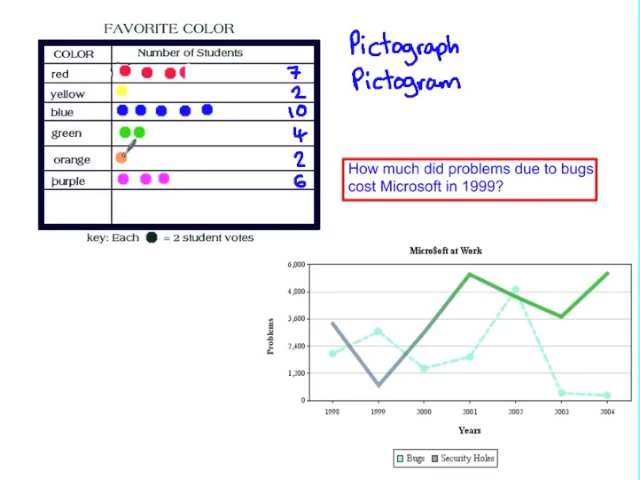 FAVORITE COLOR
COLOR Number of Students
red 7
yellow 2
blue 10
green 4
orange 2
purple 6
key: Each = 2 student votes
Pictograph
Pictogram
How much did problems due to bugs
cost Microsoft in 1999?
Micro$oft at Work
Problems
6,000
4,800
3,600
2,400
1,200
0
1998 1999 2000 2001 2002 2003 2004
Years
Bugs Security Holes